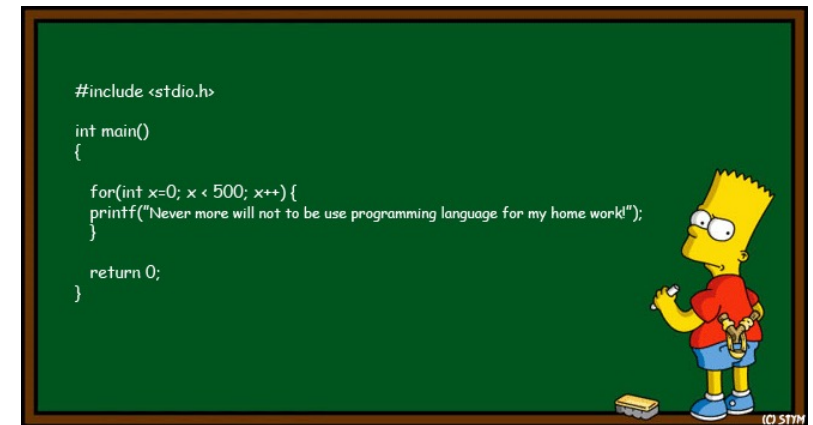 #include <stdio.h>
int main()
{
for(int x=0; x < 500; x++) {
printf("Never more will not to be use programming language for my home work!");
}
return 0;
}
(C) STYM